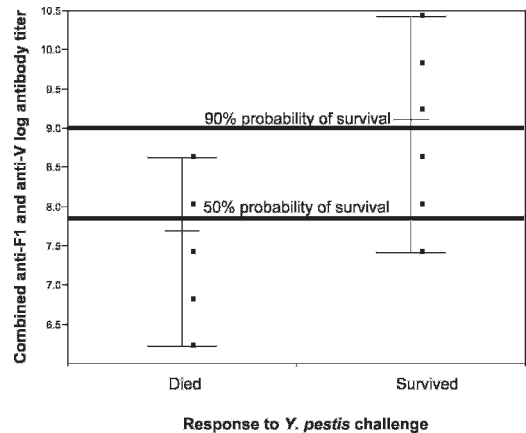 Combined anti-F1 and anti-V log antibody titer
10.5
10.0
9.5
9.0
8.5
8.0
7.5
7.0
6.5
90% probability of survival
50% probability of survival
Died
Survived
Response to Y. pestis challenge